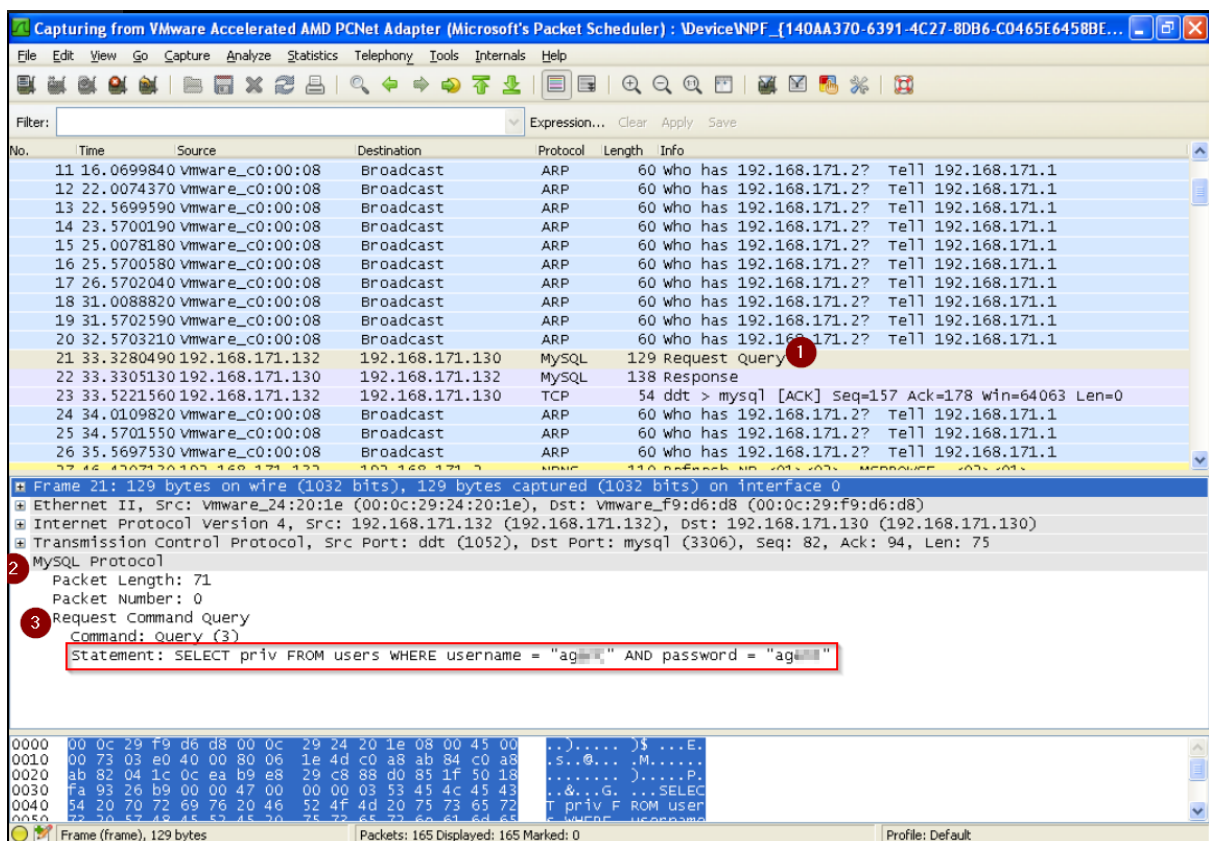 Capturing from VMware Accelerated AMD PCNet Adapter (Microsoft's Packet Scheduler) : \Device\NPF_{140AA370-6391-4C27-8DB6-C0465E6458BE...
File Edit View Go Capture Analyze Statistics Telephony Tools Internals Help
Filter: Expression... Clear Apply Save
No. Time Source Destination Protocol Length Info
11 16.0699840 Vmware_c0:00:08 Broadcast ARP 60 Who has 192.168.171.2? Tell 192.168.171.1
12 22.0074370 Vmware_c0:00:08 Broadcast ARP 60 Who has 192.168.171.2? Tell 192.168.171.1
13 22.5699590 Vmware_c0:00:08 Broadcast ARP 60 Who has 192.168.171.2? Tell 192.168.171.1
14 23.5700190 Vmware_c0:00:08 Broadcast ARP 60 Who has 192.168.171.2? Tell 192.168.171.1
15 25.0078180 Vmware_c0:00:08 Broadcast ARP 60 Who has 192.168.171.2? Tell 192.168.171.1
16 25.5700580 Vmware_c0:00:08 Broadcast ARP 60 Who has 192.168.171.2? Tell 192.168.171.1
17 26.5702040 Vmware_c0:00:08 Broadcast ARP 60 Who has 192.168.171.2? Tell 192.168.171.1
18 31.0088820 Vmware_c0:00:08 Broadcast ARP 60 Who has 192.168.171.2? Tell 192.168.171.1
19 31.5702590 Vmware_c0:00:08 Broadcast ARP 60 Who has 192.168.171.2? Tell 192.168.171.1
20 32.5703210 Vmware_c0:00:08 Broadcast ARP 60 Who has 192.168.171.2? Tell 192.168.171.1
21 33.3280490 192.168.171.132 192.168.171.130 MySQL 129 Request Query 1
22 33.3305130 192.168.171.130 192.168.171.132 MySQL 138 Response
23 33.5221560 192.168.171.132 192.168.171.130 TCP 54 ddt > mysql [ACK] Seq=157 Ack=178 Win=64063 Len=0
24 34.0109820 Vmware_c0:00:08 Broadcast ARP 60 Who has 192.168.171.2? Tell 192.168.171.1
25 34.5701550 Vmware_c0:00:08 Broadcast ARP 60 Who has 192.168.171.2? Tell 192.168.171.1
26 35.5697530 Vmware_c0:00:08 Broadcast ARP 60 Who has 192.168.171.2? Tell 192.168.171.1
Frame 21: 129 bytes on wire (1032 bits), 129 bytes captured (1032 bits) on interface 0
Ethernet II, Src: Vmware_24:20:1e (00:0c:29:24:20:1e), Dst: Vmware_f9:d6:d8 (00:0c:29:f9:d6:d8)
Internet Protocol Version 4, Src: 192.168.171.132 (192.168.171.132), Dst: 192.168.171.130 (192.168.171.130)
Transmission Control Protocol, Src Port: ddt (1052), Dst Port: mysql (3306), Seq: 82, Ack: 94, Len: 75
2 MySQL Protocol
Packet Length: 71
Packet Number: 0
3 Request Command Query
Command: Query (3)
Statement: SELECT priv FROM users WHERE username = "ag " AND password = "ag "
0000 00 0c 29 f9 d6 d8 00 0c 29 24 20 1e 08 00 45 00 ..)..... )$ ...E.
0010 00 73 03 e0 40 00 80 06 1e 4d c0 a8 ab 84 c0 a8 .s..@... .M......
0020 ab 82 04 1c 0c ea b9 e8 29 c8 88 d0 85 1f 50 18 ........ ).....P.
0030 fa 93 26 b9 00 00 47 00 00 00 03 53 45 4c 45 43 ..&...G. ...SELEC
0040 54 20 70 72 69 76 20 46 52 4f 4d 20 75 73 65 72 T priv F ROM user
Frame (frame), 129 bytes Packets: 165 Displayed: 165 Marked: 0 Profile: Default